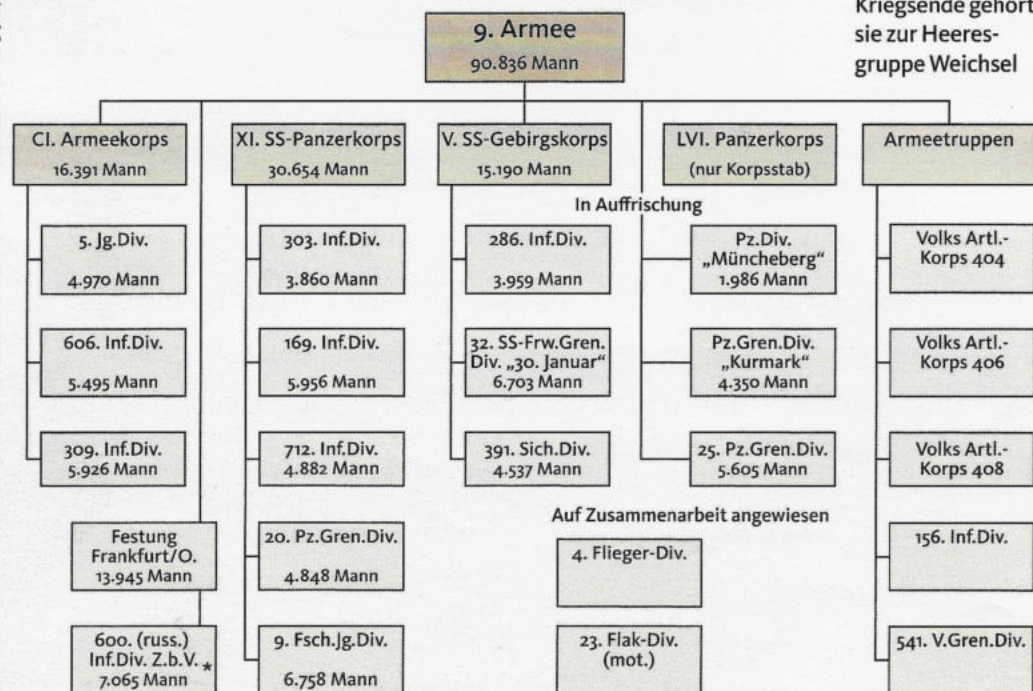 Kriegsende gehört
sie zur Heeres-
gruppe Weichsel
9. Armee
90.836 Mann
CI. Armeekorps
16.391 Mann
5. Jg.Div.
4.970 Mann
606. Inf.Div.
5.495 Mann
309. Inf.Div.
5.926 Mann
Festung
Frankfurt/O.
13.945 Mann
600. (russ.)
Inf.Div. Z.b.V. *
7.065 Mann
XI. SS-Panzerkorps
30.654 Mann
303. Inf.Div.
3.860 Mann
169. Inf.Div.
5.956 Mann
712. Inf.Div.
4.882 Mann
20. Pz.Gren.Div.
4.848 Mann
9. Fsch.Jg.Div.
6.758 Mann
V. SS-Gebirgskorps
15.190 Mann
286. Inf.Div.
3.959 Mann
32. SS-Frw.Gren.
Div. „30. Januar“
6.703 Mann
391. Sich.Div.
4.537 Mann
LVI. Panzerkorps
(nur Korpsstab)
In Auffrischung
Pz.Div.
„Müncheberg“
1.986 Mann
Pz.Gren.Div.
„Kurmark“
4.350 Mann
25. Pz.Gren.Div.
5.605 Mann
Auf Zusammenarbeit angewiesen
4. Flieger-Div.
23. Flak-Div.
(mot.)
Armeetruppen
Volks Artl.-
Korps 404
Volks Artl.-
Korps 406
Volks Artl.-
Korps 408
156. Inf.Div.
541. V.Gren.Div.